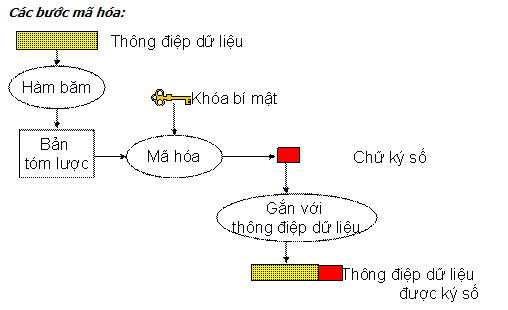 Các bước mã hóa:
Thông điệp dữ liệu
Hàm băm
Khóa bí mật
Bản
tóm lược
Mã hóa
Chữ ký số
Gắn với
thông điệp dữ liệu
Thông điệp dữ liệu
được ký số